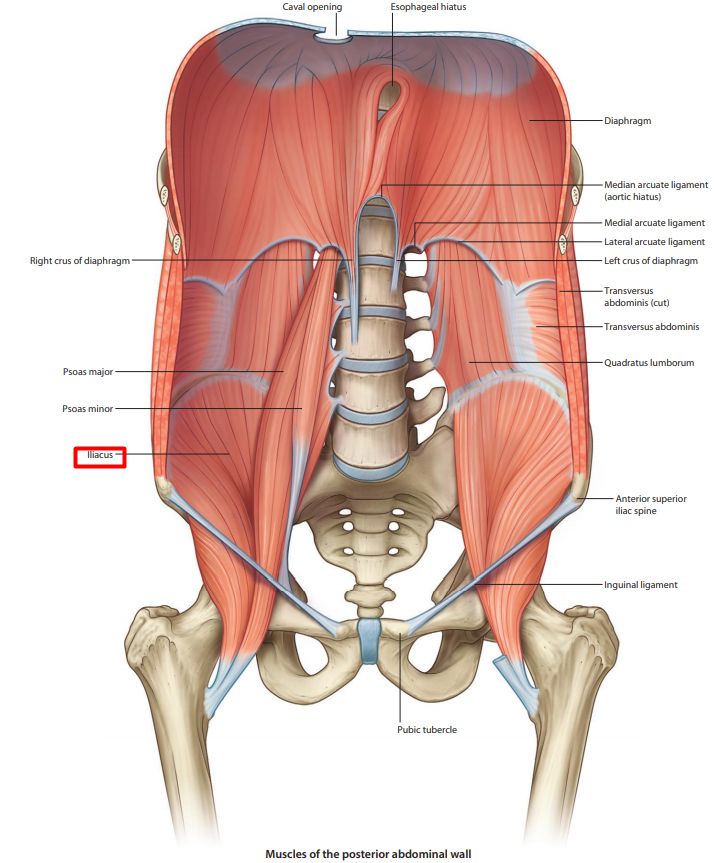 Caval opening
Esophageal hiatus
Diaphragm
Median arcuate ligament
(aortic hiatus)
Medial arcuate ligament
Lateral arcuate ligament
Right crus of diaphragm
Left crus of diaphragm
Transversus
abdominis (cut)
Transversus abdominis
Quadratus lumborum
Psoas major
Psoas minor
Iliacus
Anterior superior
iliac spine
Inguinal ligament
Pubic tubercle
Muscles of the posterior abdominal wall